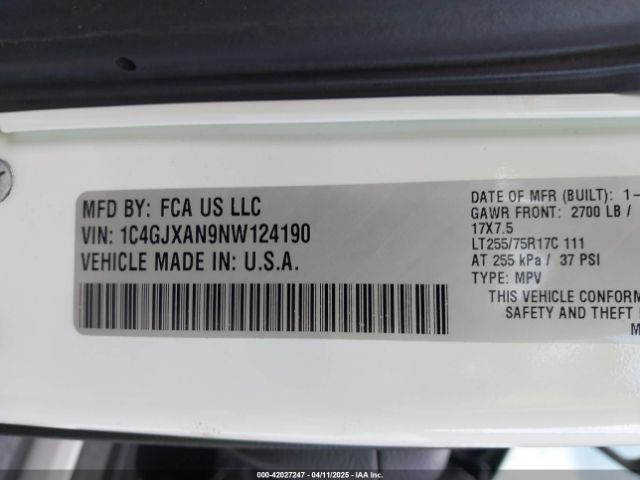 MFD BY: FCA US LLC
VIN: 1C4GJXAN9NW124190
VEHICLE MADE IN: U.S.A.
DATE OF MFR (BUILT): 1-
GAWR FRONT: 2700 LB /
17X7.5
LT255/75R17C 111
AT 255 kPa / 37 PSI
TYPE: MPV
THIS VEHICLE CONFORM
SAFETY AND THEFT
M
000-42027247 - 04/11/2025 - IAA Inc.